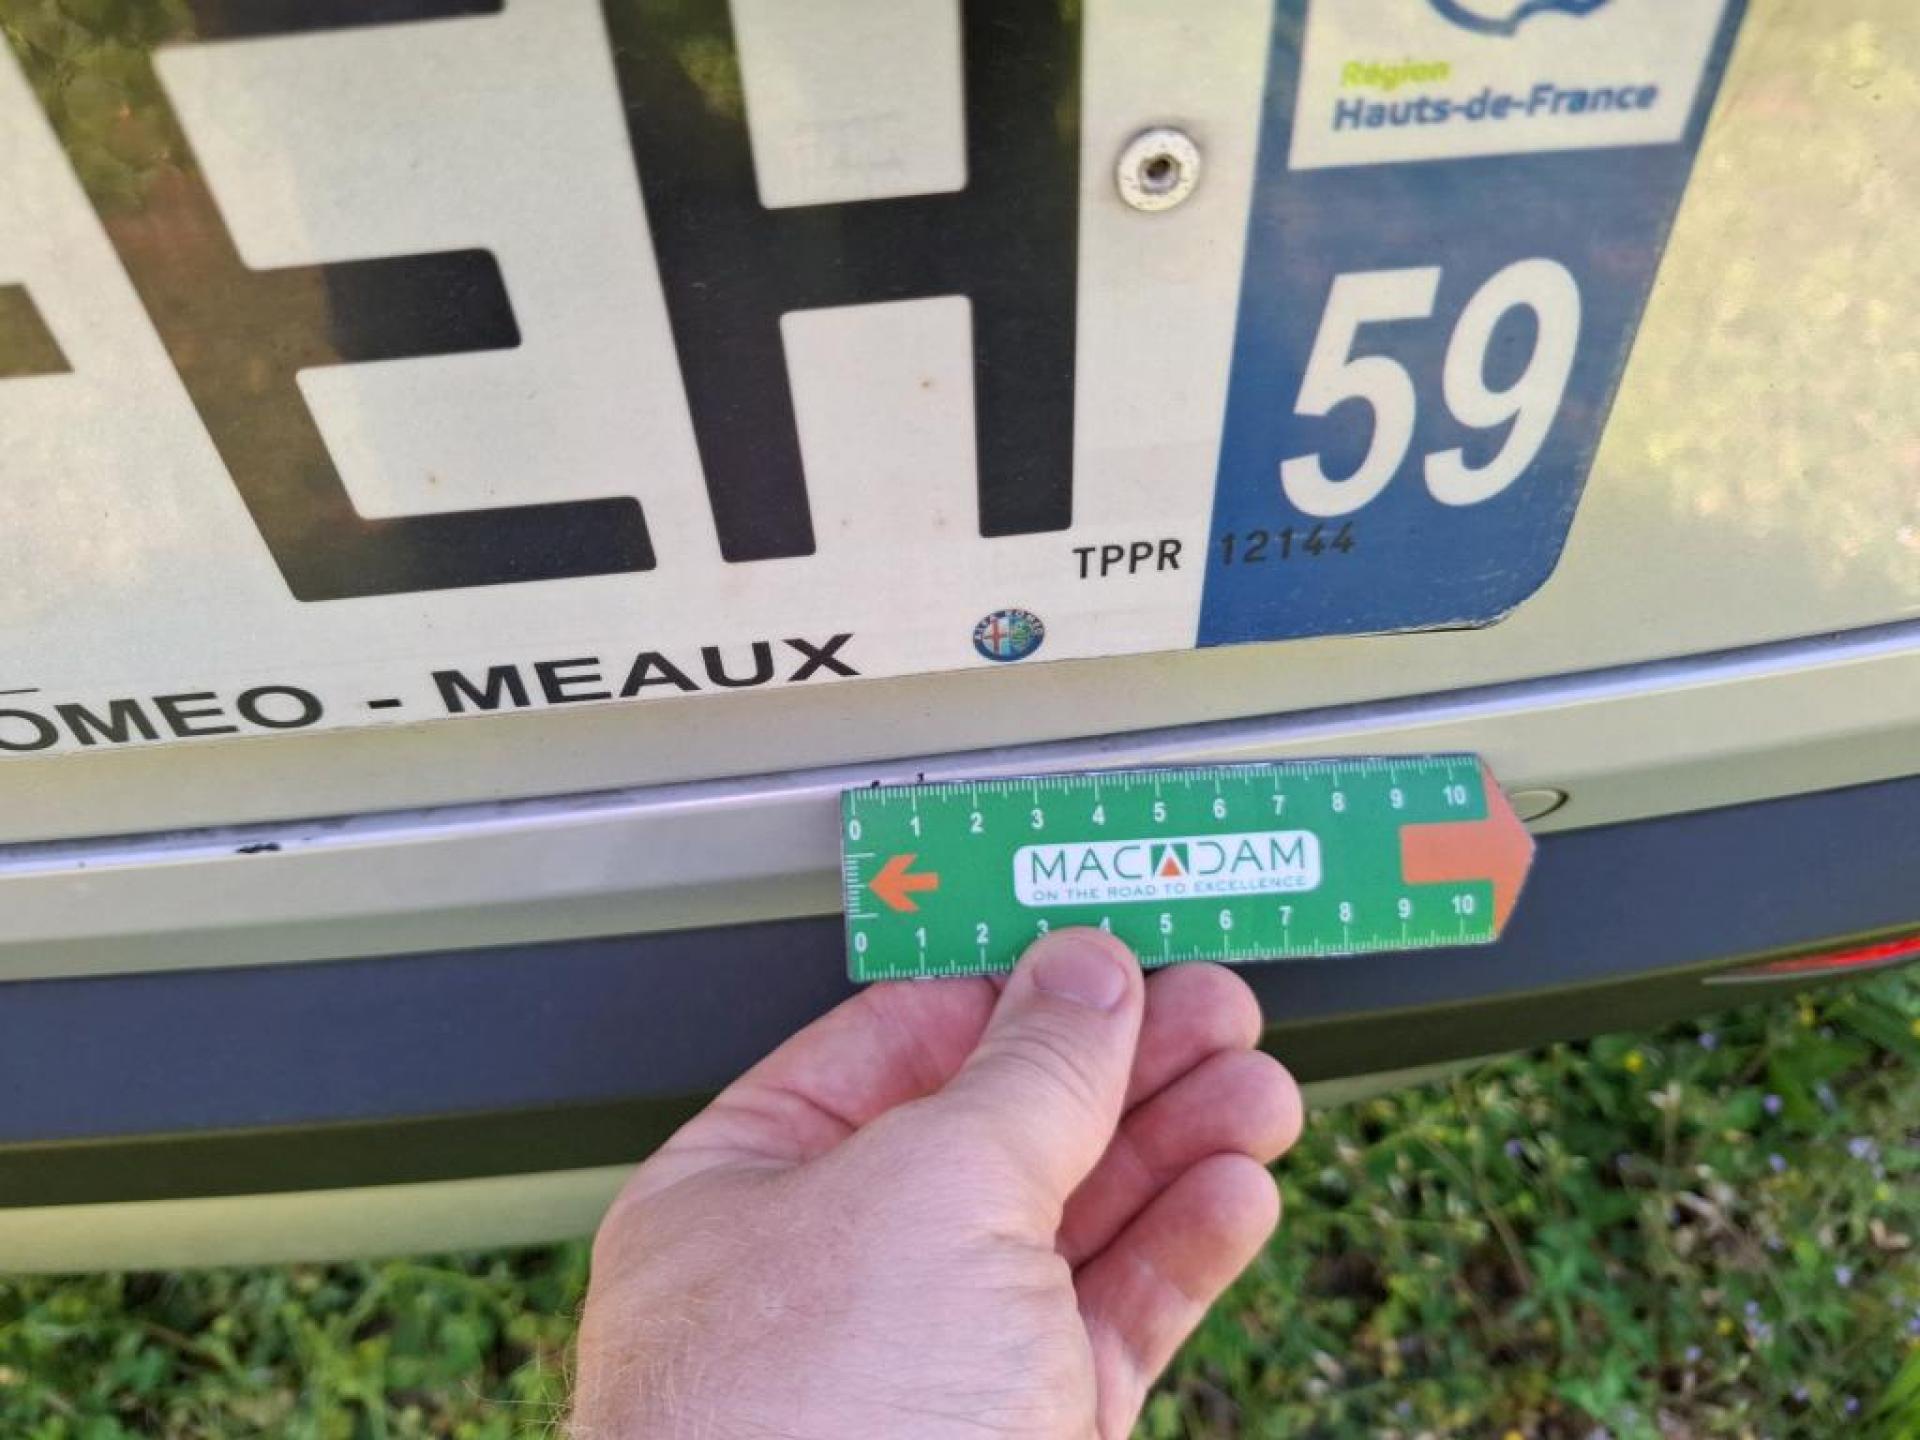 EH
Région
Hauts-de-France
59
TPPR 12144
OMEO - MEAUX
ALFA ROMEO
0 1 2 3 4 5 6 7 8 9 10
MACADAM
ON THE ROAD TO EXCELLENCE
0 1 2 3 4 5 6 7 8 9 10